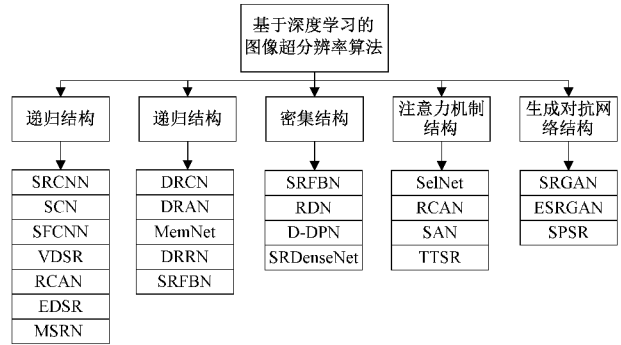 基于深度学习的
图像超分辨率算法
递归结构
递归结构
密集结构
注意力机制
结构
生成对抗网
络结构
SRCNN
SCN
SFCNN
VDSR
RCAN
EDSR
MSRN
DRCN
DRAN
MemNet
DRRN
SRFBN
SRFBN
RDN
D-DPN
SRDenseNet
SelNet
RCAN
SAN
TTSR
SRGAN
ESRGAN
SPSR